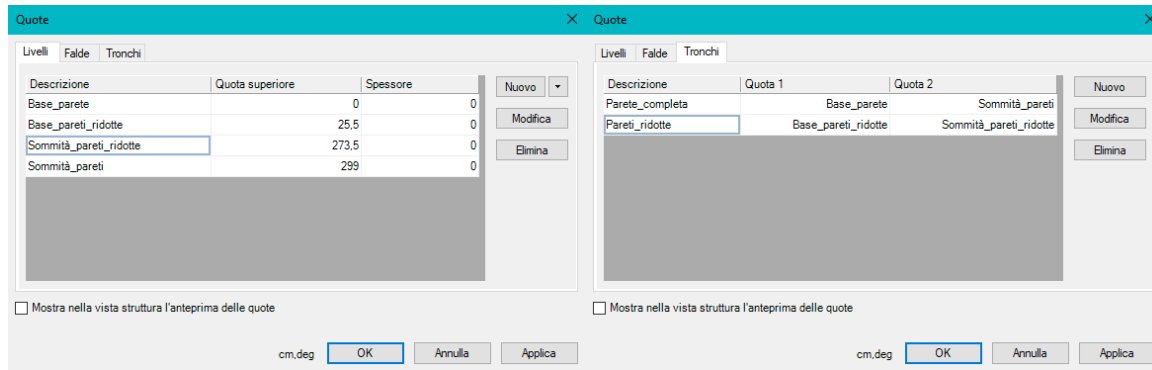 Quote
Livelli Falde Tronchi
Descrizione Quota superiore Spessore
Base_parete 0 0
Base_pareti_ridotte 25,5 0
Sommità_pareti_ridotte 273,5 0
Sommità_pareti 299 0
Nuovo
Modifica
Elimina
Mostra nella vista struttura l'anteprima delle quote
cm,deg OK Annulla Applica
Quote
Livelli Falde Tronchi
Descrizione Quota 1 Quota 2
Parete_completa Base_parete Sommità_pareti
Pareti_ridotte Base_pareti_ridotte Sommità_pareti_ridotte
Nuovo
Modifica
Elimina
Mostra nella vista struttura l'anteprima delle quote
cm,deg OK Annulla Applica